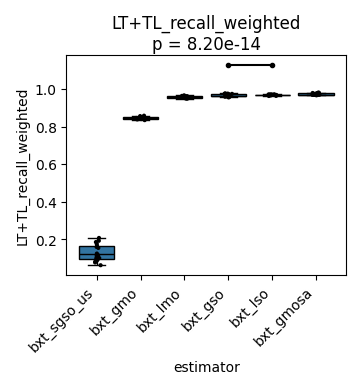 LT+TL_recall_weighted
p = 8.20e-14
LT+TL_recall_weighted
1.0
0.8
0.6
0.4
0.2
bxt_sgso_us
bxt_gmo
bxt_lmo
bxt_gso
bxt_lso
bxt_gmosa
estimator